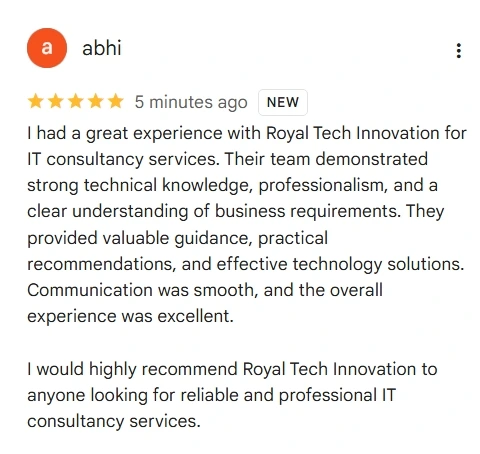 a abhi
5 minutes ago NEW
I had a great experience with Royal Tech Innovation for
IT consultancy services. Their team demonstrated
strong technical knowledge, professionalism, and a
clear understanding of business requirements. They
provided valuable guidance, practical
recommendations, and effective technology solutions.
Communication was smooth, and the overall
experience was excellent.
I would highly recommend Royal Tech Innovation to
anyone looking for reliable and professional IT
consultancy services.